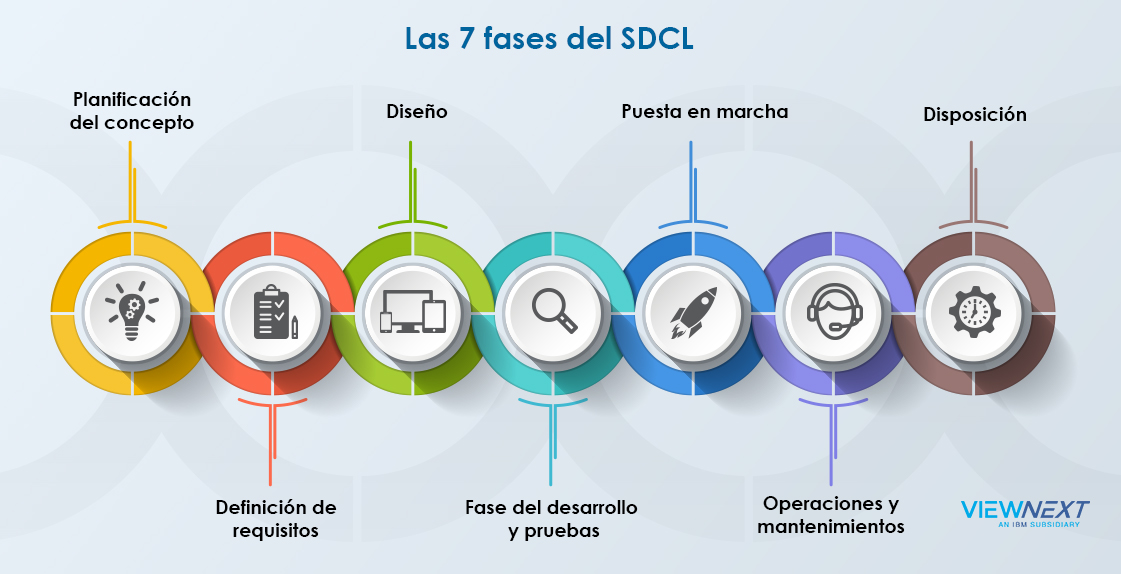 Las 7 fases del SDCL
Planificación
del concepto
Diseño
Puesta en marcha
Disposición
Definición de
requisitos
Fase del desarrollo
y pruebas
Operaciones y
mantenimientos
VIEWNEXT
AN IBM SUBSIDIARY